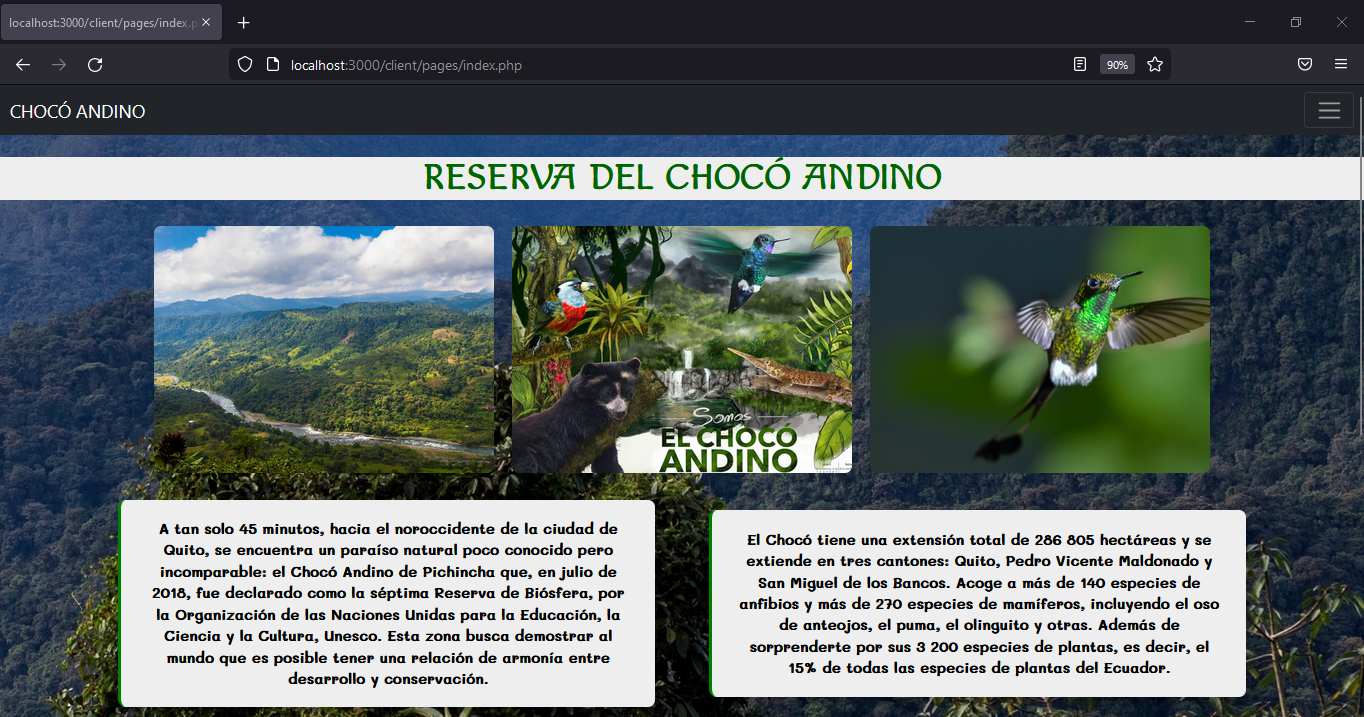 localhost:3000/client/pages/index.p
localhost:3000/client/pages/index.php
90%
CHOCÓ ANDINO
RESERVA DEL CHOCÓ ANDINO
Somos
EL CHOCÓ
ANDINO
A tan solo 45 minutos, hacia el noroccidente de la ciudad de
Quito, se encuentra un paraíso natural poco conocido pero
incomparable: el Chocó Andino de Pichincha que, en julio de
2018, fue declarado como la séptima Reserva de Biósfera, por
la Organización de las Naciones Unidas para la Educación, la
Ciencia y la Cultura, Unesco. Esta zona busca demostrar al
mundo que es posible tener una relación de armonía entre
desarrollo y conservación.
El Chocó tiene una extensión total de 286 805 hectáreas y se
extiende en tres cantones: Quito, Pedro Vicente Maldonado y
San Miguel de los Bancos. Acoge a más de 140 especies de
anfibios y más de 270 especies de mamíferos, incluyendo el oso
de anteojos, el puma, el olinguito y otras. Además de
sorprenderte por sus 3 200 especies de plantas, es decir, el
15% de todas las especies de plantas del Ecuador.